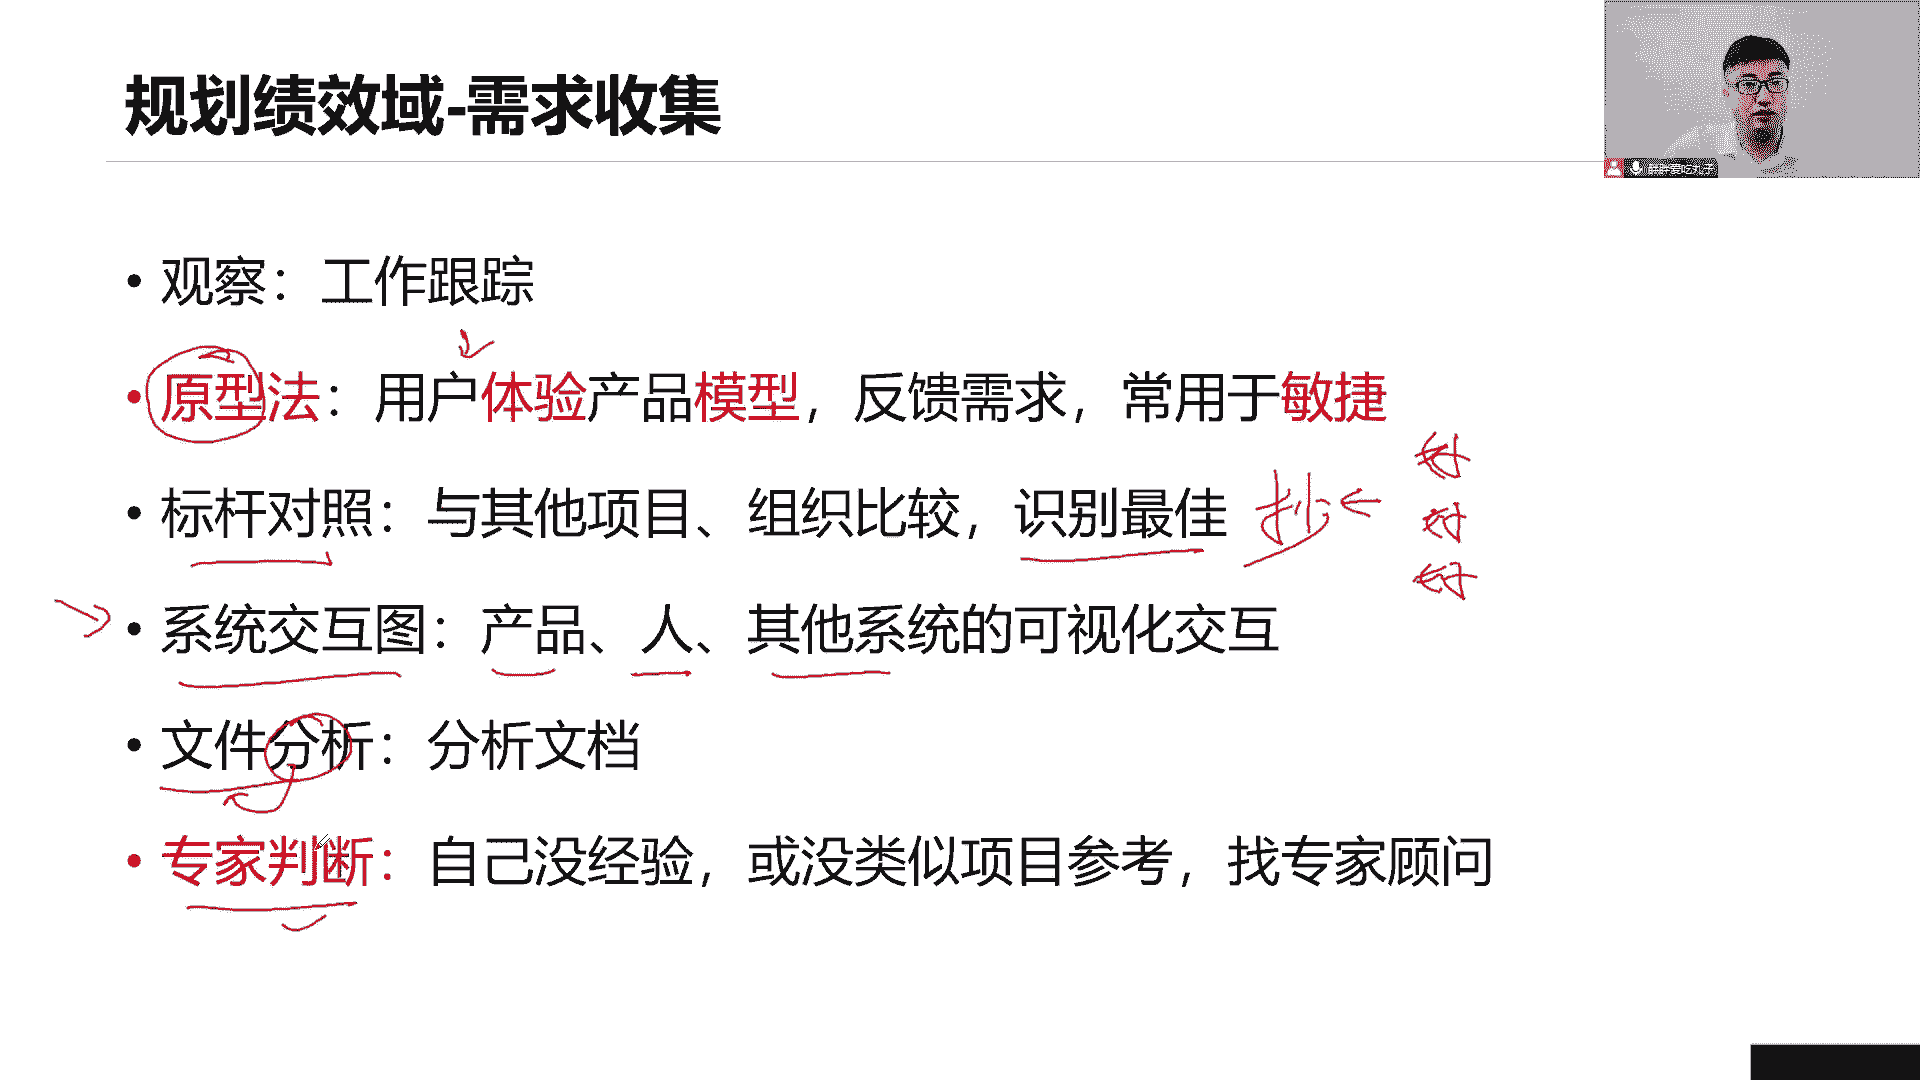 规划绩效域-需求收集
• 观察：工作跟踪
• 原型法：用户体验产品模型，反馈需求，常用于敏捷
• 标杆对照：与其他项目、组织比较，识别最佳 抄
• 系统交互图：产品、人、其他系统的可视化交互
• 文件分析：分析文档
• 专家判断：自己没经验，或没类似项目参考，找专家顾问